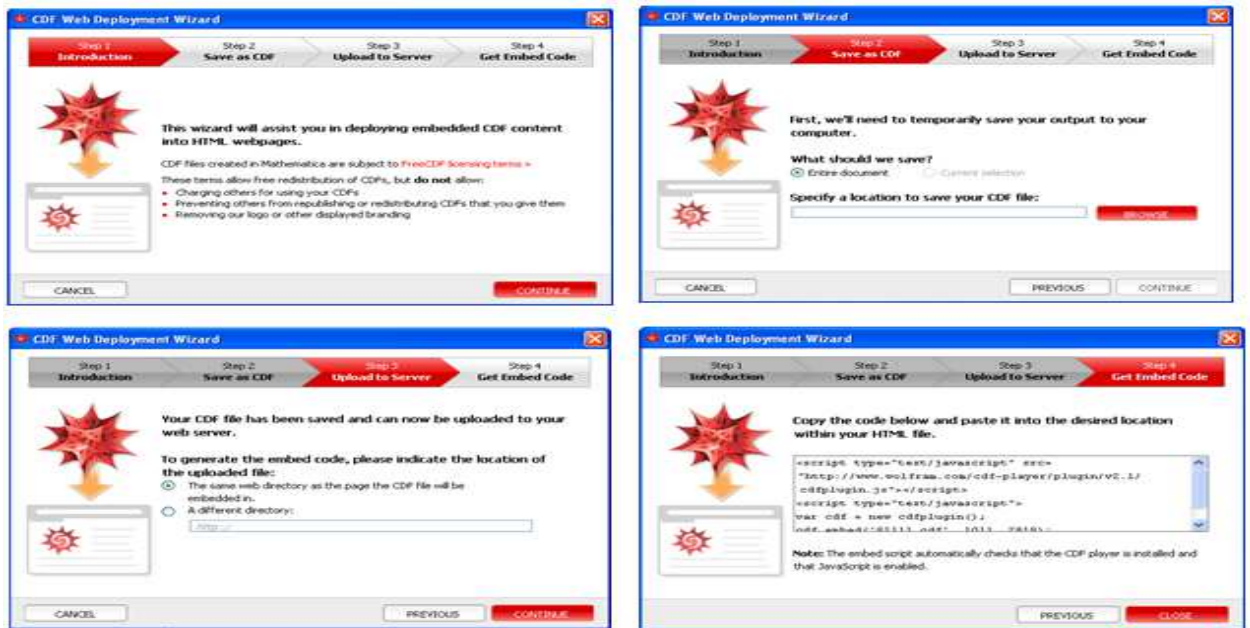 CDF Web Deployment Wizard
Step 1
Introduction
Step 2
Save as CDF
Step 3
Upload to Server
Step 4
Get Embed Code
This wizard will assist you in deploying embedded CDF content
into HTML webpages.
CDF files created in Mathematica are subject to FreeCDF licensing terms »
These terms allow free redistribution of CDFs, but do not allow:
Charging others for using your CDFs
Preventing others from republishing or redistributing CDFs that you give them
Removing our logo or other displayed branding
CANCEL
CONTINUE
CDF Web Deployment Wizard
Step 1
Introduction
Step 2
Save as CDF
Step 3
Upload to Server
Step 4
Get Embed Code
First, we'll need to temporarily save your output to your
computer.
What should we save?
Entire document
Current selection
Specify a location to save your CDF file:
BROWSE
CANCEL
PREVIOUS
CONTINUE
CDF Web Deployment Wizard
Step 1
Introduction
Step 2
Save as CDF
Step 3
Upload to Server
Step 4
Get Embed Code
Your CDF file has been saved and can now be uploaded to your
web server.
To generate the embed code, please indicate the location of
the uploaded file:
The same web directory as the page the CDF file will be
embedded in.
A different directory:
http://
CANCEL
PREVIOUS
CONTINUE
CDF Web Deployment Wizard
Step 1
Introduction
Step 2
Save as CDF
Step 3
Upload to Server
Step 4
Get Embed Code
Copy the code below and paste it into the desired location
within your HTML file.
<script type="text/javascript" src=
"http://www.wolfram.com/cdf-player/plugin/v2.1/
cdfplugin.js"></script>
<script type="text/javascript">
var cdf = new cdfplugin();
Note: The embed script automatically checks that the CDF player is installed and
that JavaScript is enabled.
PREVIOUS
CLOSE